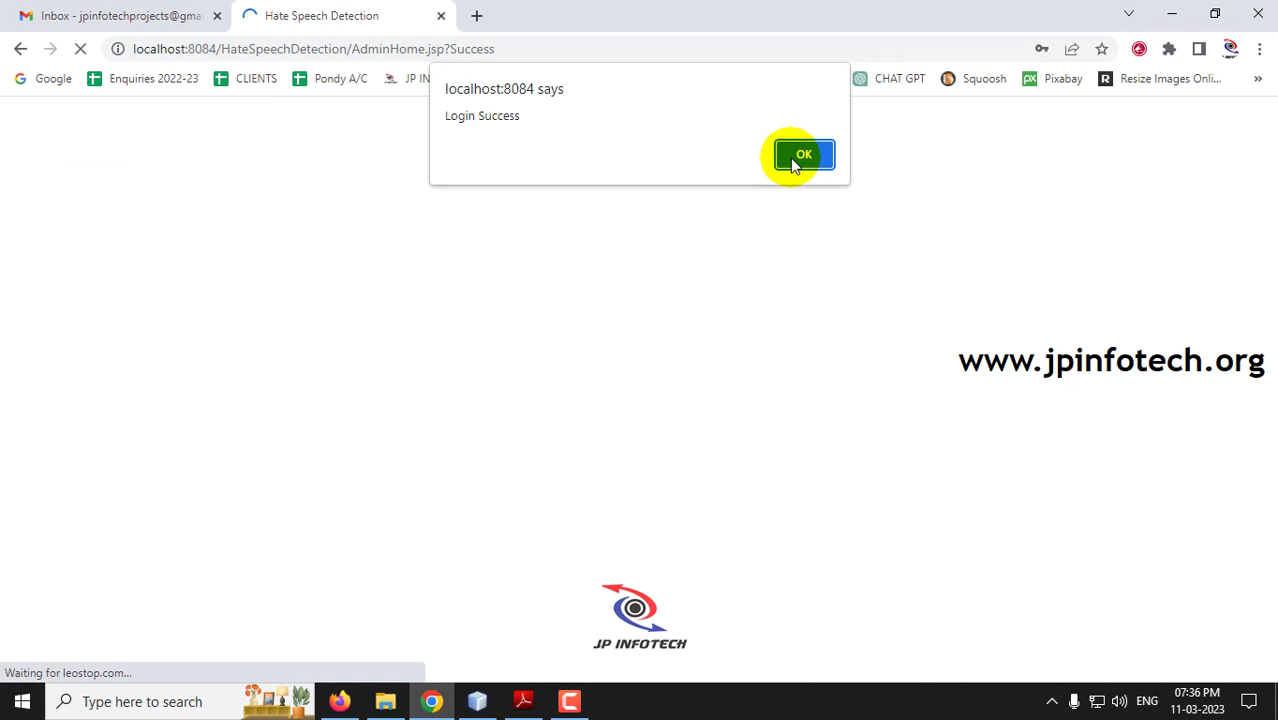 Inbox - jpinfotechprojects@gma
Hate Speech Detection
localhost:8084/HateSpeechDetection/AdminHome.jsp?Success
Google
Enquiries 2022-23
CLIENTS
Pondy A/C
JP IN
CHAT GPT
Squoosh
Pixabay
Resize Images Onli...
localhost:8084 says
Login Success
OK
www.jpinfotech.org
JP INFOTECH
Waiting for leostop.com...
Type here to search
ENG
07:36 PM
11-03-2023